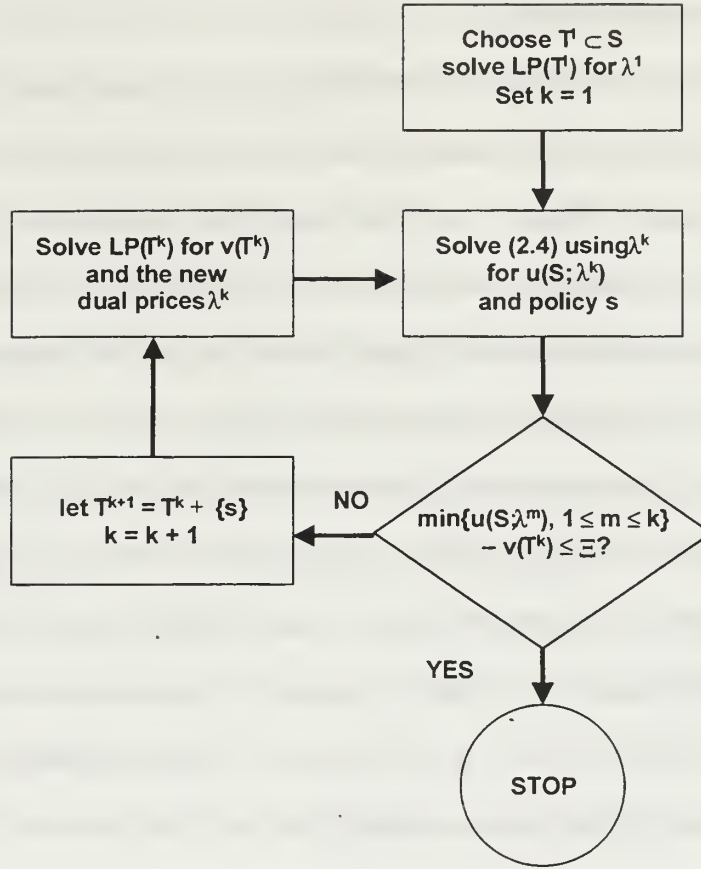 Choose T¹ ⊂ S
solve LP(T¹) for λ¹
Set k = 1
Solve LP(Tᵏ) for v(Tᵏ)
and the new
dual prices λᵏ
Solve (2.4) using λᵏ
for u(S; λᵏ)
and policy s
let Tᵏ⁺¹ = Tᵏ + {s}
k = k + 1
NO
min{u(S;λᵐ), 1 ≤ m ≤ k}
– v(Tᵏ) ≤ Ξ?
YES
STOP